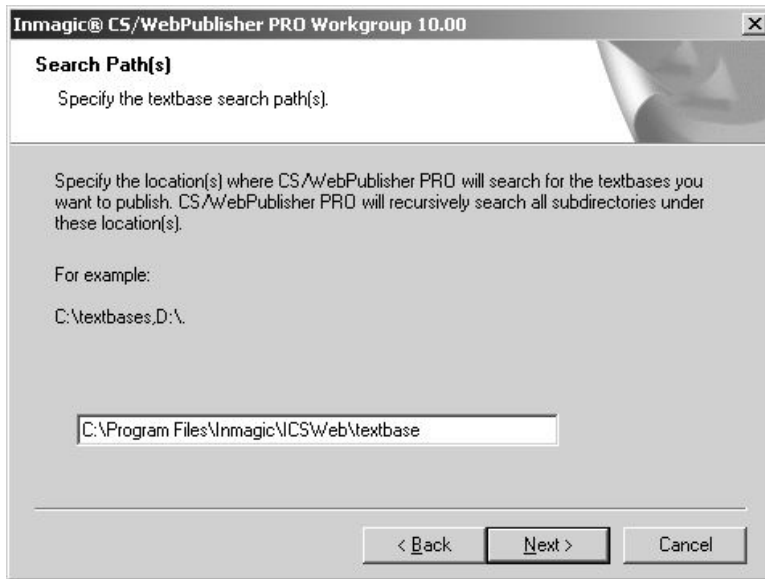 Inmagic® CS/WebPublisher PRO Workgroup 10.00
Search Path(s)
Specify the textbase search path(s).
Specify the location(s) where CS/WebPublisher PRO will search for the textbases you
want to publish. CS/WebPublisher PRO will recursively search all subdirectories under
these location(s).
For example:
C:\textbases,D:\.
C:\Program Files\Inmagic\ICSWeb\textbase
< Back
Next >
Cancel